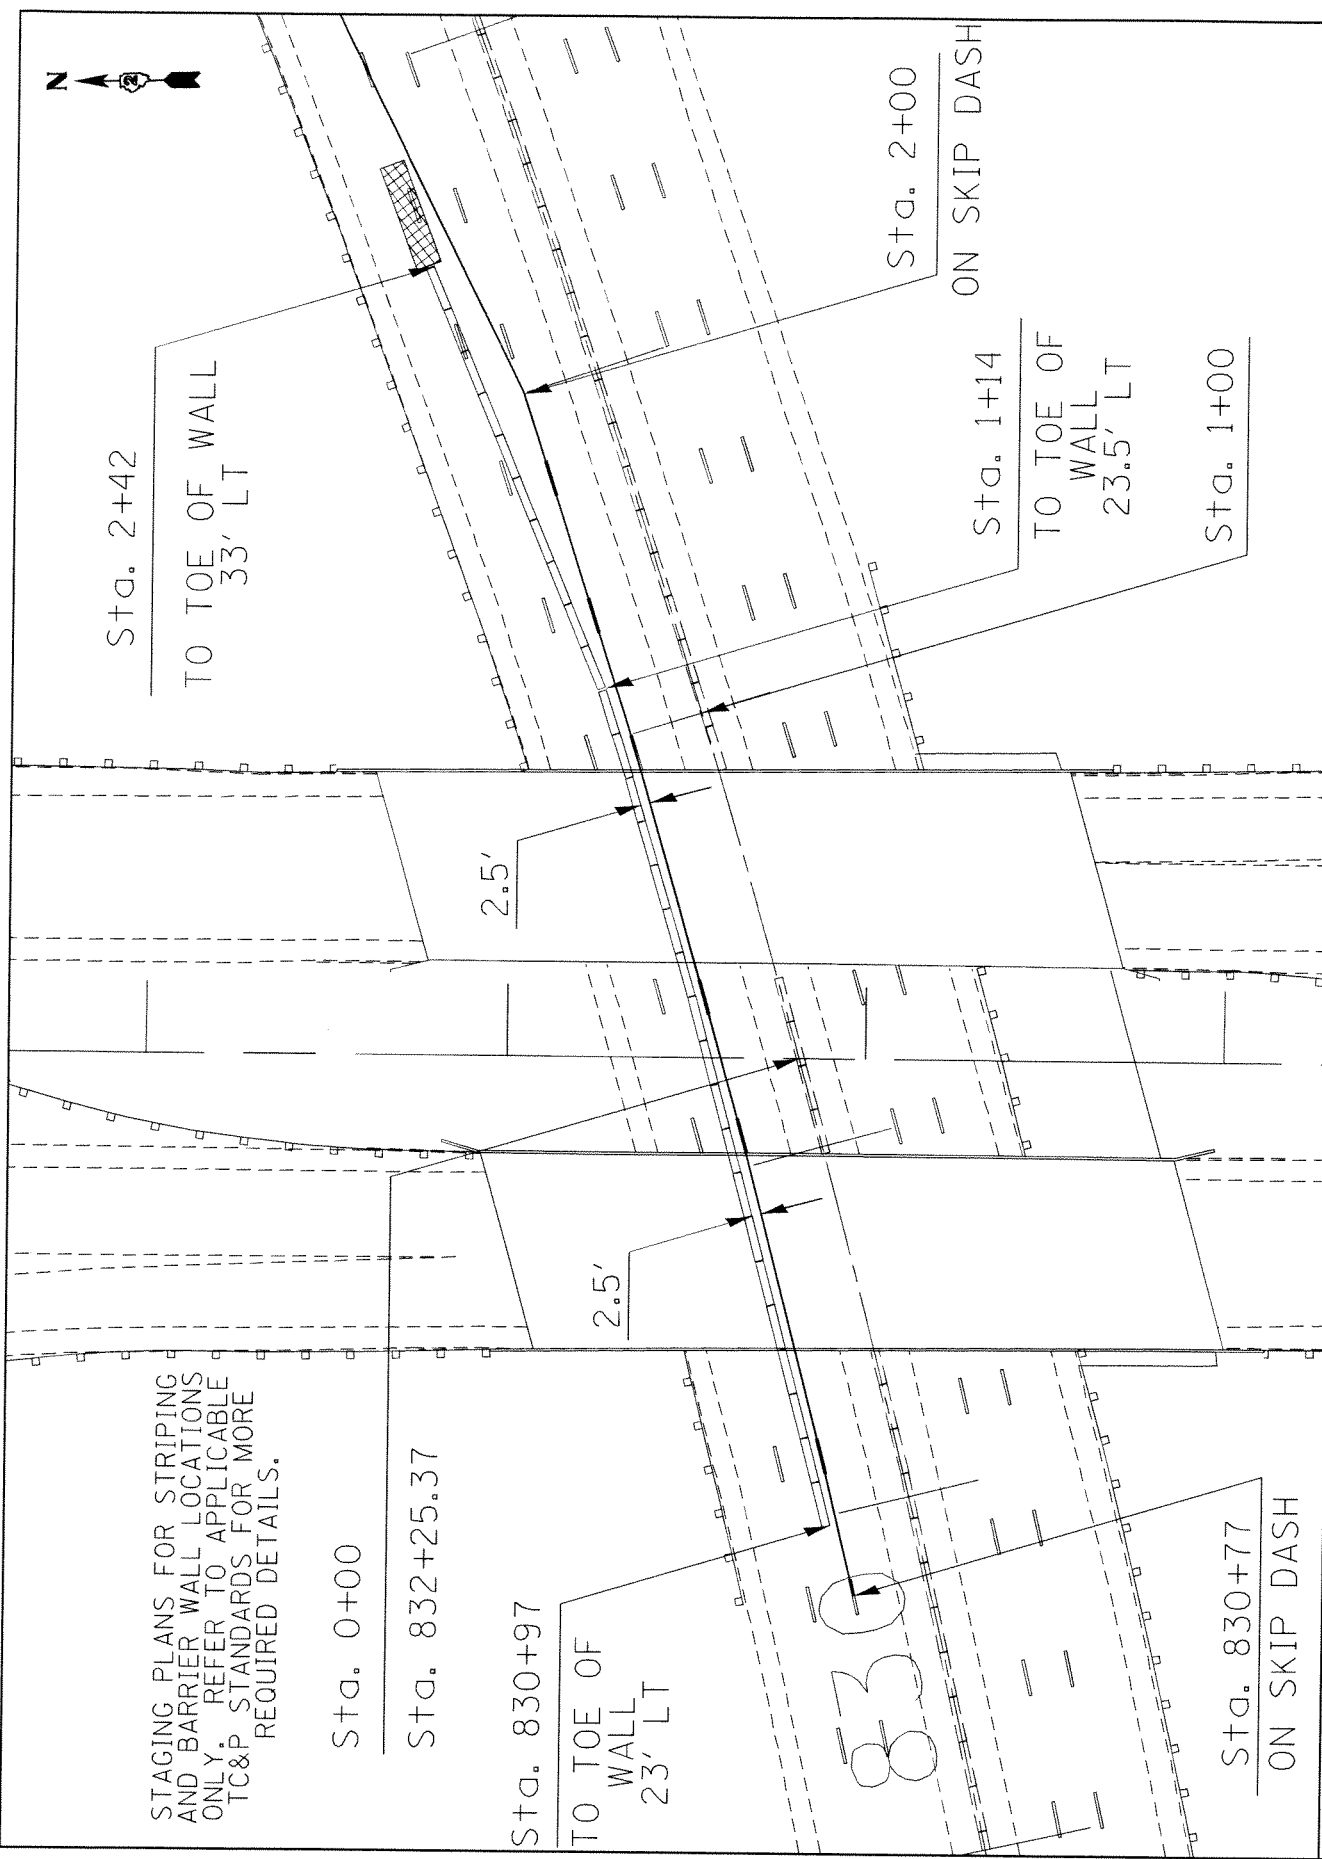 STAGING PLANS FOR STRIPING
AND BARRIER WALL LOCATIONS
ONLY. REFER TO APPLICABLE
TC&P STANDARDS FOR MORE
REQUIRED DETAILS.
Sta. 0+00
Sta. 832+25.37
Sta. 830+97
TO TOE OF
WALL
23' LT
2.5'
2.5'
Sta. 2+42
TO TOE OF WALL
33' LT
N
2
830
Sta. 830+77
ON SKIP DASH
Sta. 1+00
Sta. 1+14
TO TOE OF
WALL
23.5' LT
Sta. 2+00
ON SKIP DASH